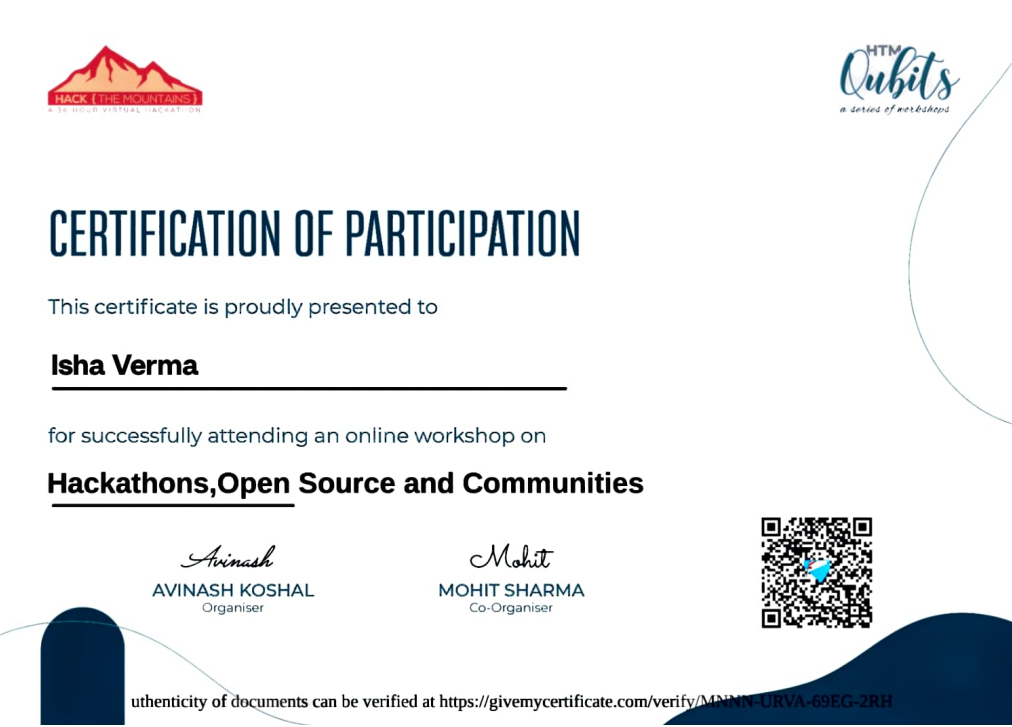 HACK { THE MOUNTAINS }
A 36 HOUR VIRTUAL HACKATHON
HTM
Qubits
a series of workshops
CERTIFICATION OF PARTICIPATION
This certificate is proudly presented to
Isha Verma
for successfully attending an online workshop on
Hackathons,Open Source and Communities
Avinash
AVINASH KOSHAL
Organiser
Mohit
MOHIT SHARMA
Co-Organiser
uthenticity of documents can be verified at https://givemycertificate.com/verify/MNNN-URVA-69EG-2RH